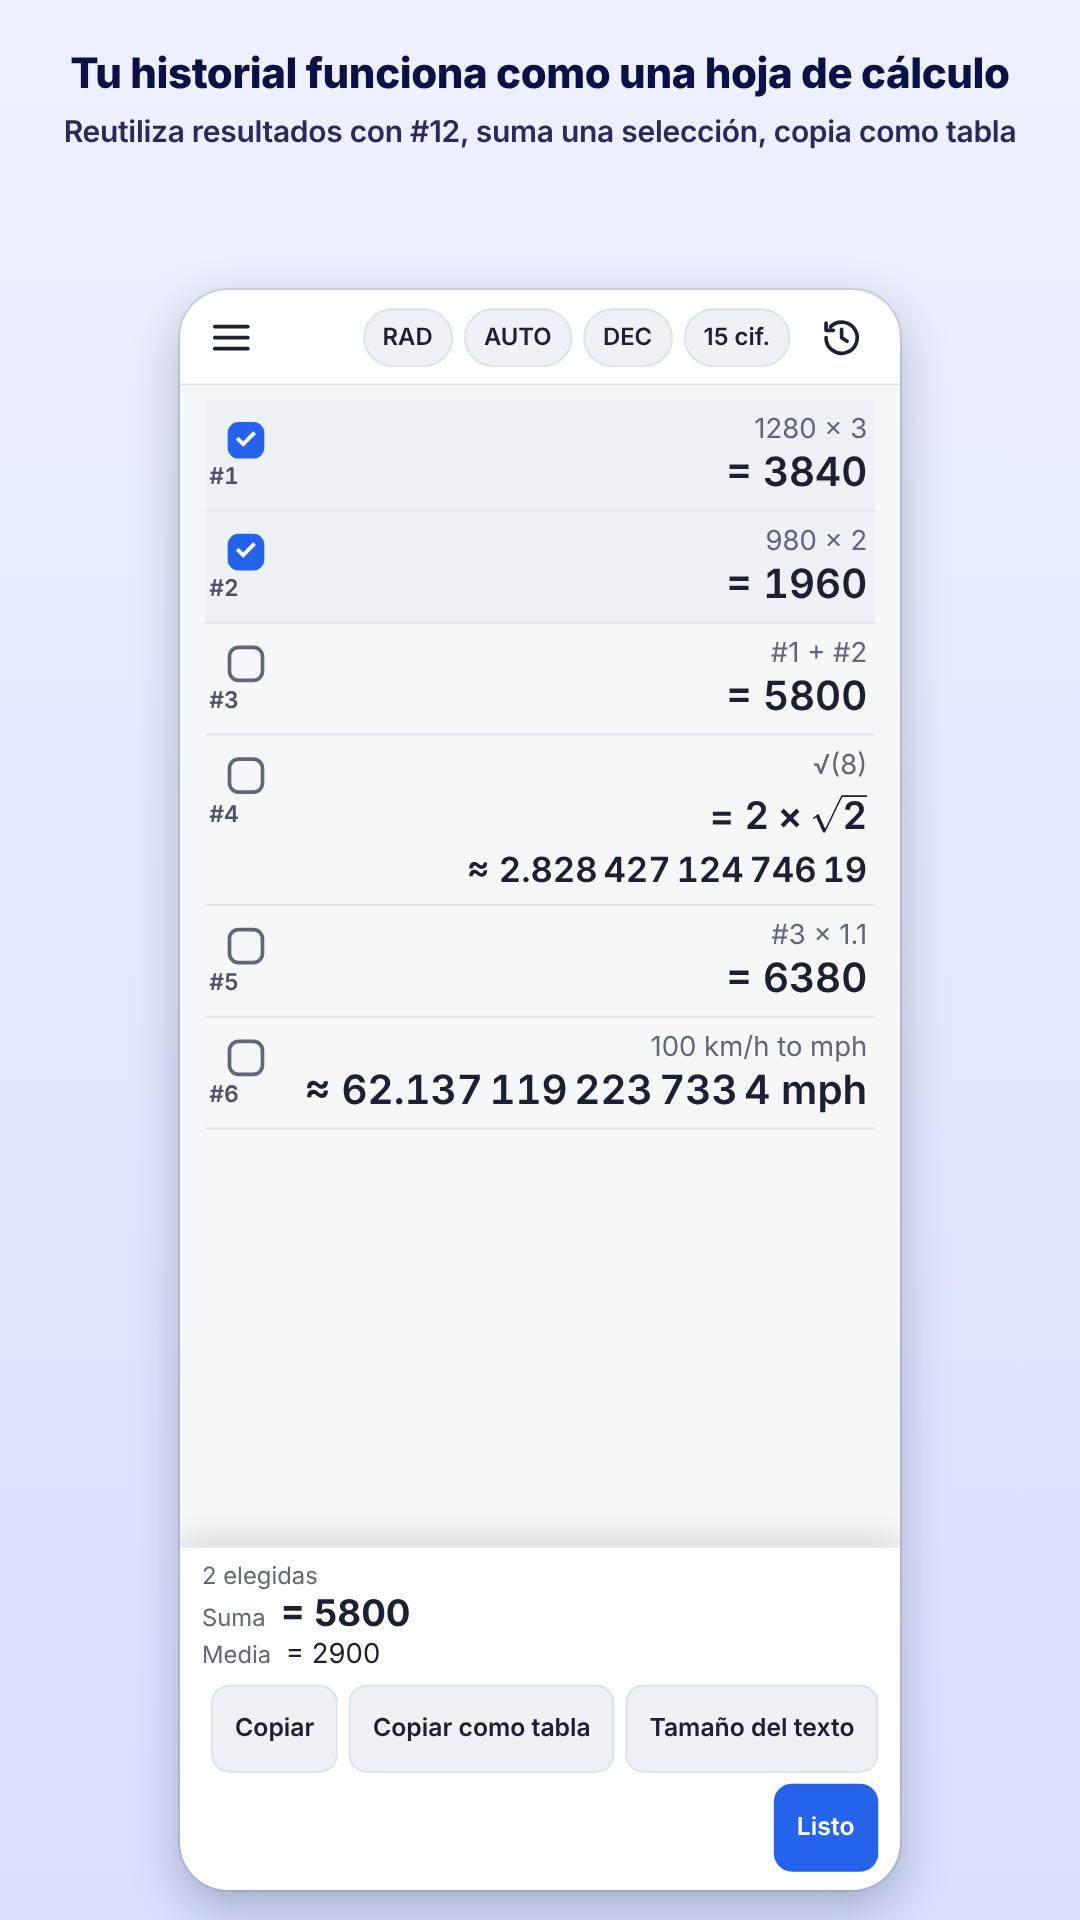 Tu historial funciona como una hoja de cálculo
Reutiliza resultados con #12, suma una selección, copia como tabla
RAD AUTO DEC 15 cif.
1280 × 3
#1 = 3840
980 × 2
#2 = 1960
#1 + #2
#3 = 5800
√(8)
#4 = 2 × √2
≈ 2.828 427 124 746 19
#3 × 1.1
#5 = 6380
100 km/h to mph
#6 ≈ 62.137 119 223 733 4 mph
2 elegidas
Suma = 5800
Media = 2900
Copiar Copiar como tabla Tamaño del texto
Listo